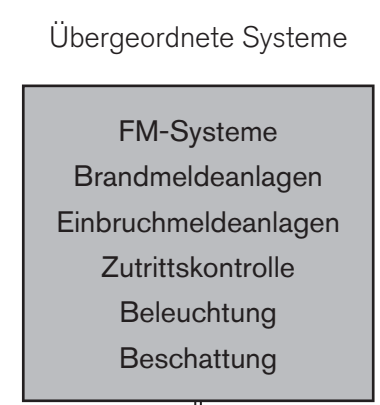 Übergeordnete Systeme
FM-Systeme
Brandmeldeanlagen
Einbruchmeldeanlagen
Zutrittskontrolle
Beleuchtung
Beschattung